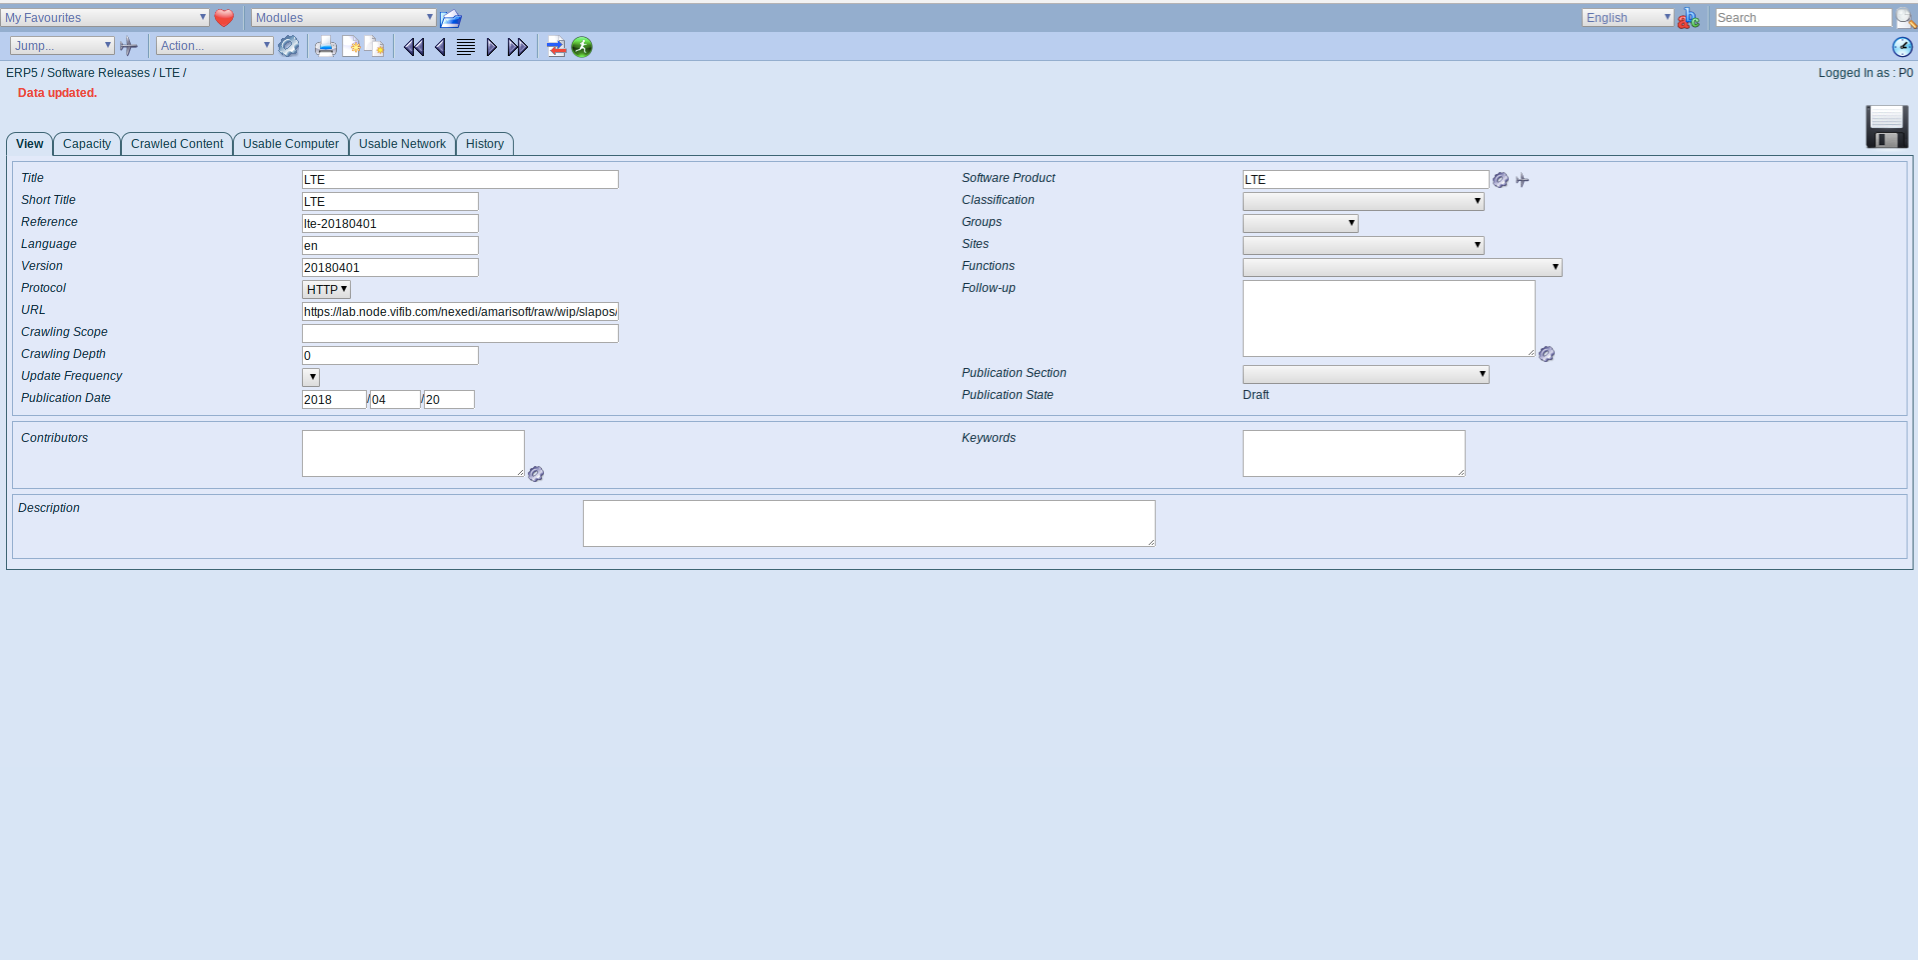 My Favourites Modules English Search
Jump... Action...
ERP5 / Software Releases / LTE / Logged In as : P0
Data updated.
View Capacity Crawled Content Usable Computer Usable Network History
Title LTE
Short Title LTE
Reference lte-20180401
Language en
Version 20180401
Protocol HTTP
URL https://lab.node.vifib.com/nexedi/amarisoft/raw/wip/slapos/
Crawling Scope
Crawling Depth 0
Update Frequency
Publication Date 2018 / 04 / 20
Software Product LTE
Classification
Groups
Sites
Functions
Follow-up
Publication Section
Publication State Draft
Contributors
Keywords
Description